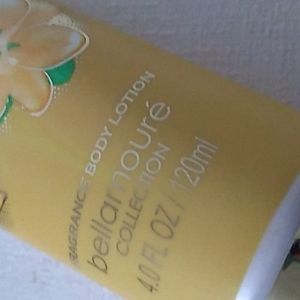 FRAGRANCE BODY LOTION
bellamouré
COLLECTION
4.0 FL OZ / 120ml